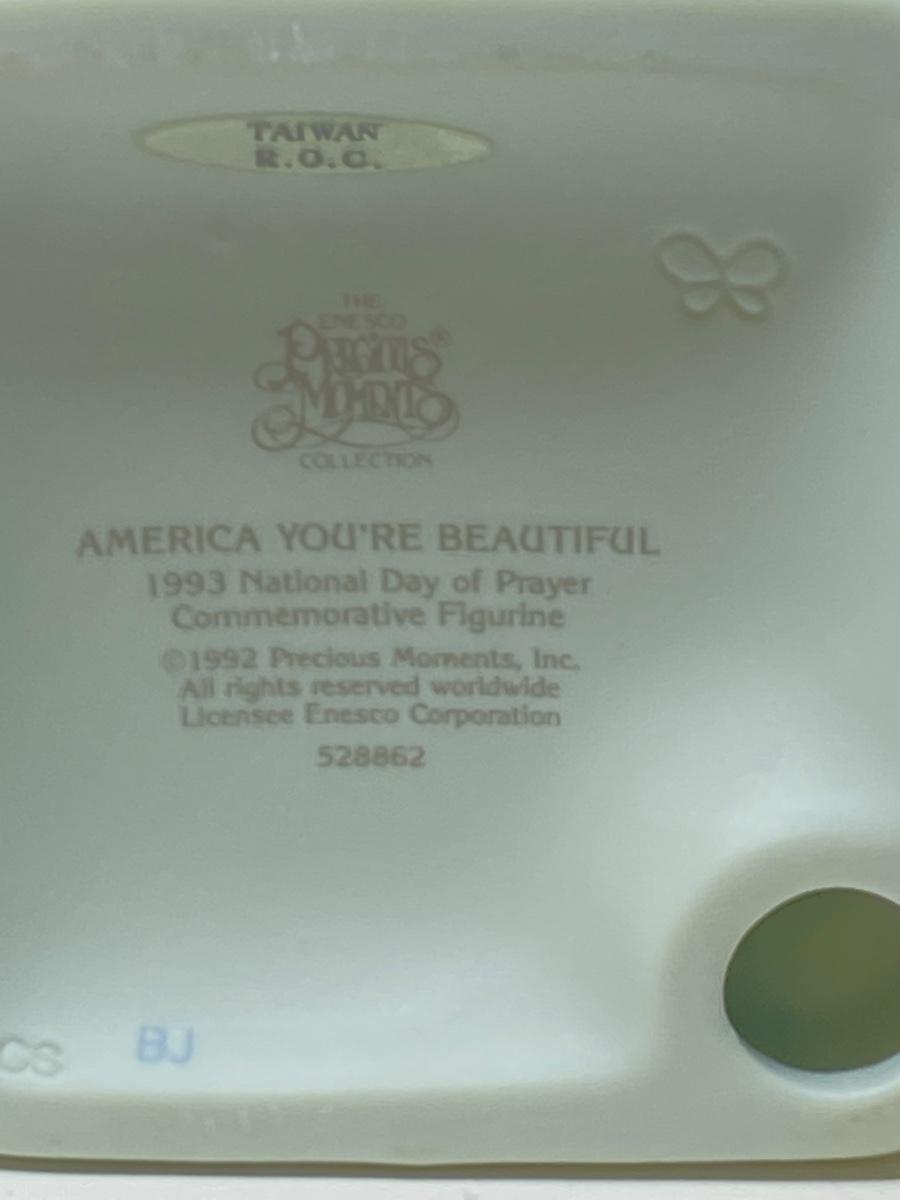 TAIWAN
R.O.C.
THE
ENESCO
PRECIOUS®
MOMENTS
COLLECTION
AMERICA YOU'RE BEAUTIFUL
1993 National Day of Prayer
Commemorative Figurine
©1992 Precious Moments, Inc.
All rights reserved worldwide
Licensee Enesco Corporation
528862
CS BJ